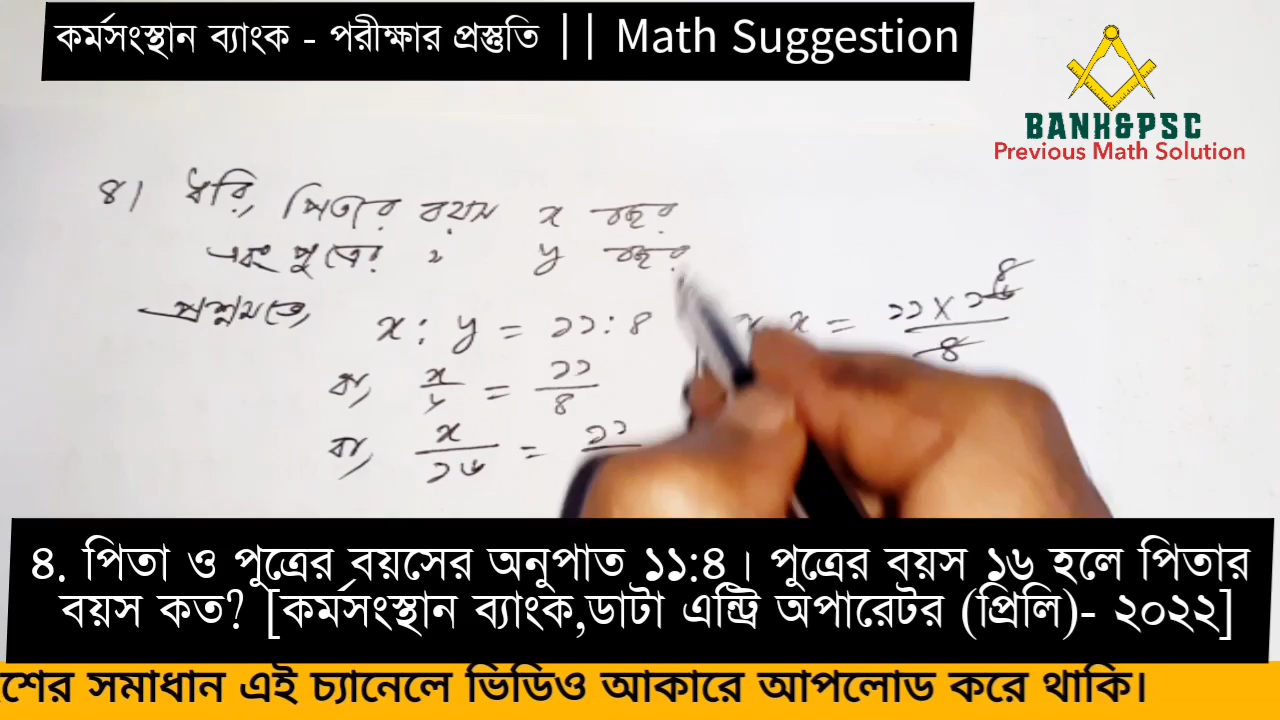 কর্মসংস্থান ব্যাংক - পরীক্ষার প্রস্তুতি || Math Suggestion
BANK&PSC
Previous Math Solution
৪। ধরি, পিতার বয়স x বছর
এবং পুত্রের " y বছর
প্রশ্নমতে,
x : y = ১১:৪
বা, x/y = ১১/৪
বা, x/১৬ = ১১
x = ১১ × ১৬ ৪ / ৪
৪. পিতা ও পুত্রের বয়সের অনুপাত ১১:৪। পুত্রের বয়স ১৬ হলে পিতার
বয়স কত? [কর্মসংস্থান ব্যাংক,ডাটা এন্ট্রি অপারেটর (প্রিলি)- ২০২২]
শের সমাধান এই চ্যানেলে ভিডিও আকারে আপলোড করে থাকি।